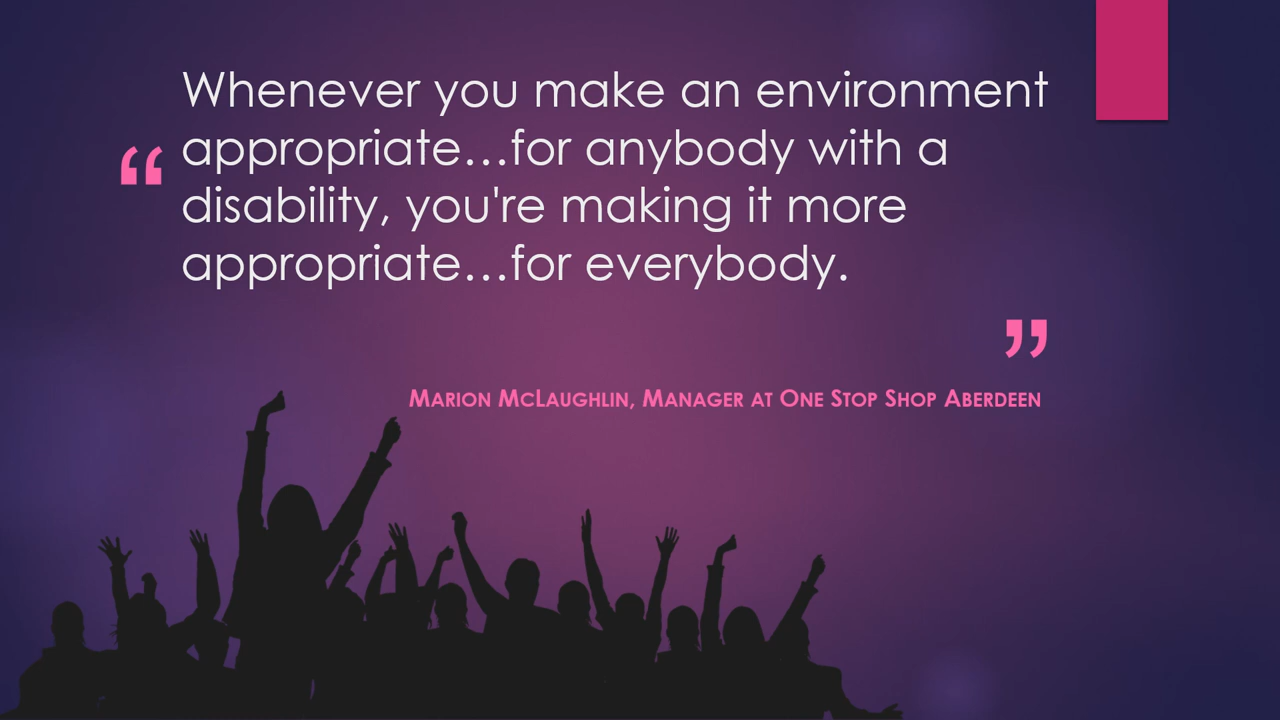 Whenever you make an environment
“ appropriate…for anybody with a
disability, you're making it more
appropriate…for everybody.
”
Marion McLaughlin, Manager at One Stop Shop Aberdeen